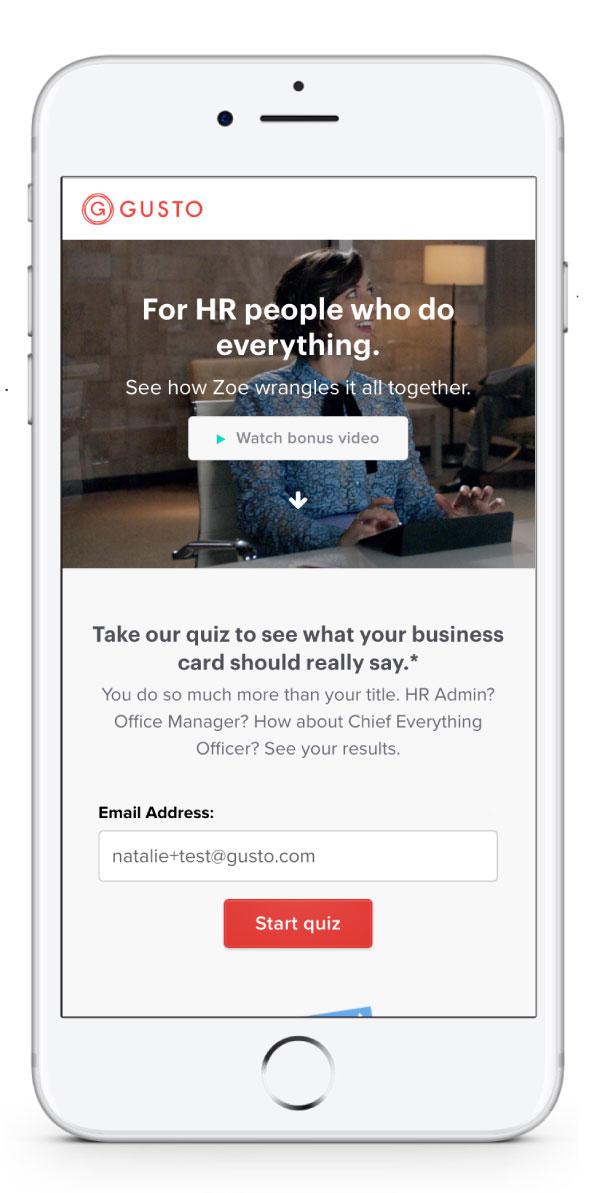 G GUSTO
For HR people who do
everything.
See how Zoe wrangles it all together.
Watch bonus video
Take our quiz to see what your business
card should really say.*
You do so much more than your title. HR Admin?
Office Manager? How about Chief Everything
Officer? See your results.
Email Address:
natalie+test@gusto.com
Start quiz